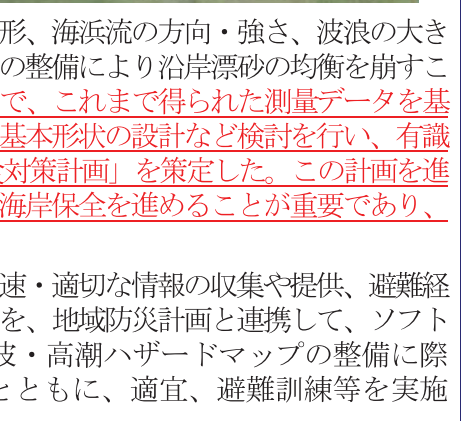 形、海浜流の方向・強さ、波浪の大き
の整備により沿岸漂砂の均衡を崩すこ
で、これまで得られた測量データを基
基本形状の設計など検討を行い、有識
対策計画」を策定した。この計画を進
海岸保全を進めることが重要であり、
速・適切な情報の収集や提供、避難経
を、地域防災計画と連携して、ソフト
・高潮ハザードマップの整備に際
とともに、適宜、避難訓練等を実施